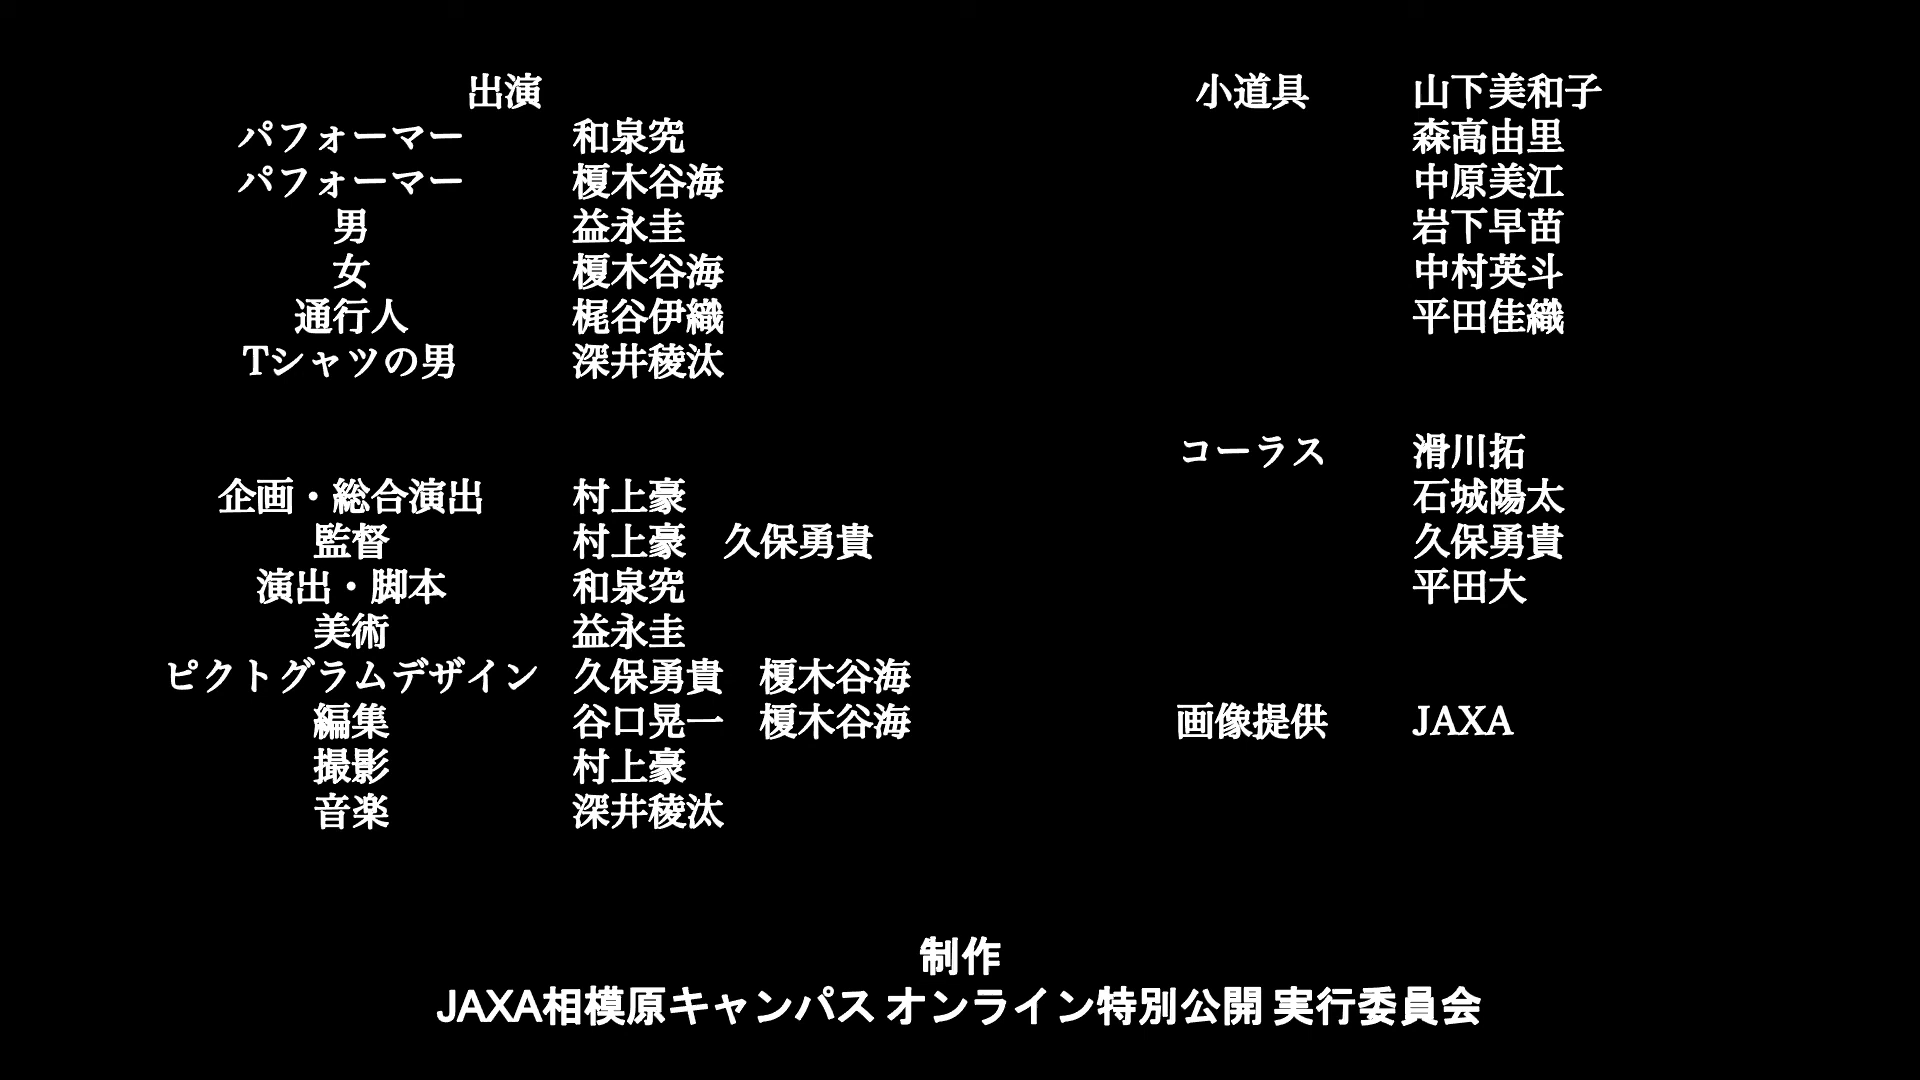 出演
パフォーマー 和泉究
パフォーマー 榎木谷海
男 益永圭
女 榎木谷海
通行人 梶谷伊織
Tシャツの男 深井稜汰
企画・総合演出 村上豪
監督 村上豪 久保勇貴
演出・脚本 和泉究
美術 益永圭
ピクトグラムデザイン 久保勇貴 榎木谷海
編集 谷口晃一 榎木谷海
撮影 村上豪
音楽 深井稜汰
小道具 山下美和子
森高由里
中原美江
岩下早苗
中村英斗
平田佳織
コーラス 滑川拓
石城陽太
久保勇貴
平田大
画像提供 JAXA
制作
JAXA相模原キャンパス オンライン特別公開 実行委員会